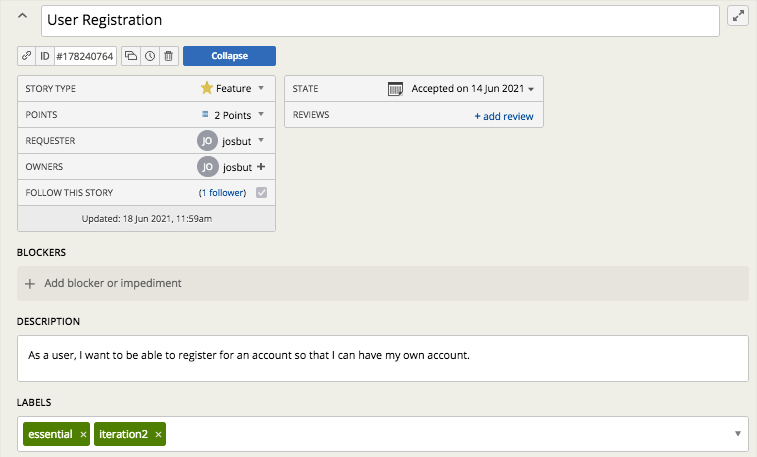 User Registration
ID #178240764 Collapse
STORY TYPE Feature
POINTS 2 Points
REQUESTER JO josbut
OWNERS JO josbut +
FOLLOW THIS STORY (1 follower)
Updated: 18 Jun 2021, 11:59am
STATE Accepted on 14 Jun 2021
REVIEWS + add review
BLOCKERS
+ Add blocker or impediment
DESCRIPTION
As a user, I want to be able to register for an account so that I can have my own account.
LABELS
essential × iteration2 ×